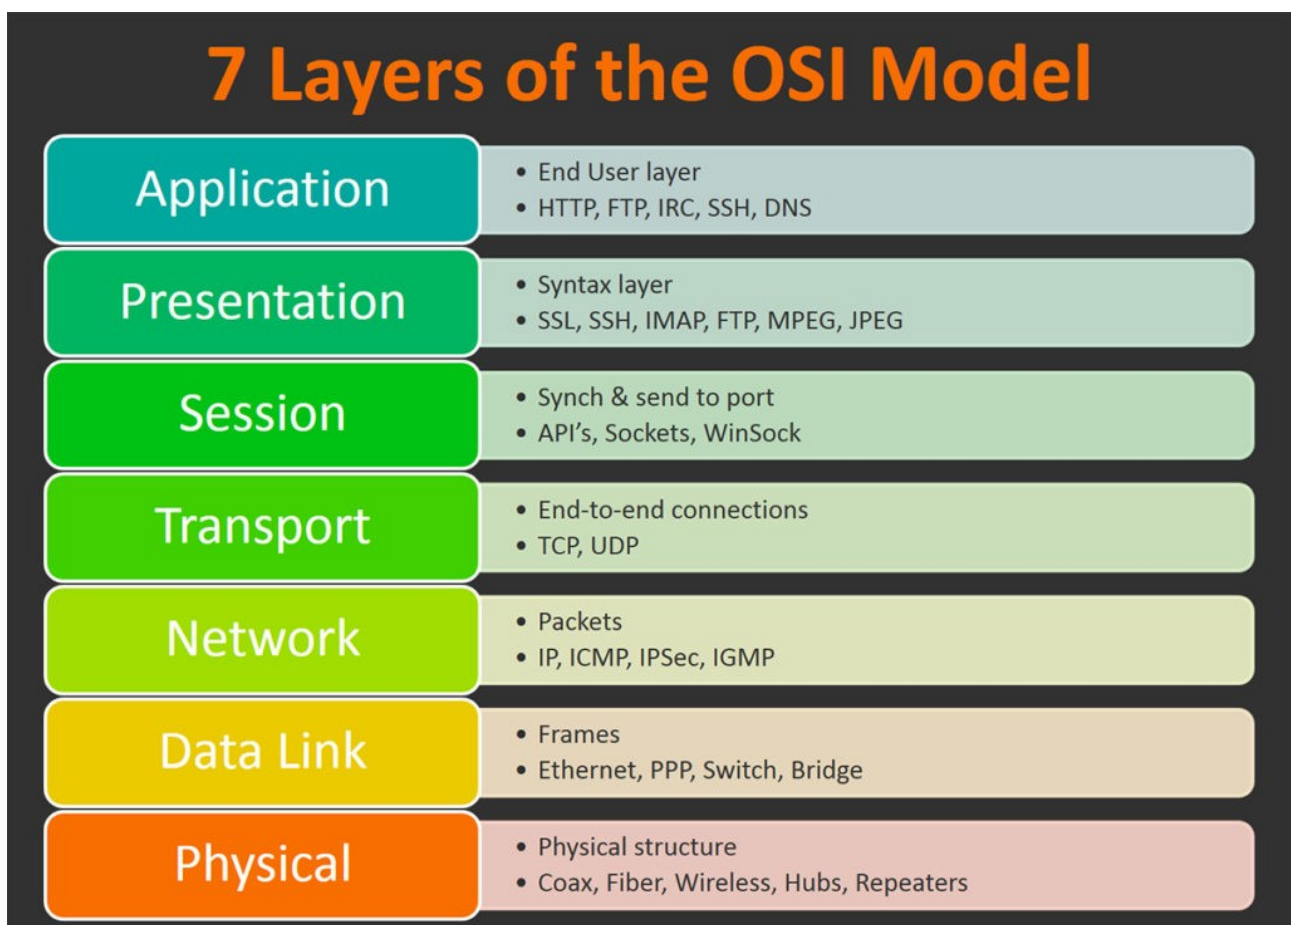 7 Layers of the OSI Model
Application
• End User layer
• HTTP, FTP, IRC, SSH, DNS
Presentation
• Syntax layer
• SSL, SSH, IMAP, FTP, MPEG, JPEG
Session
• Synch & send to port
• API's, Sockets, WinSock
Transport
• End-to-end connections
• TCP, UDP
Network
• Packets
• IP, ICMP, IPSec, IGMP
Data Link
• Frames
• Ethernet, PPP, Switch, Bridge
Physical
• Physical structure
• Coax, Fiber, Wireless, Hubs, Repeaters